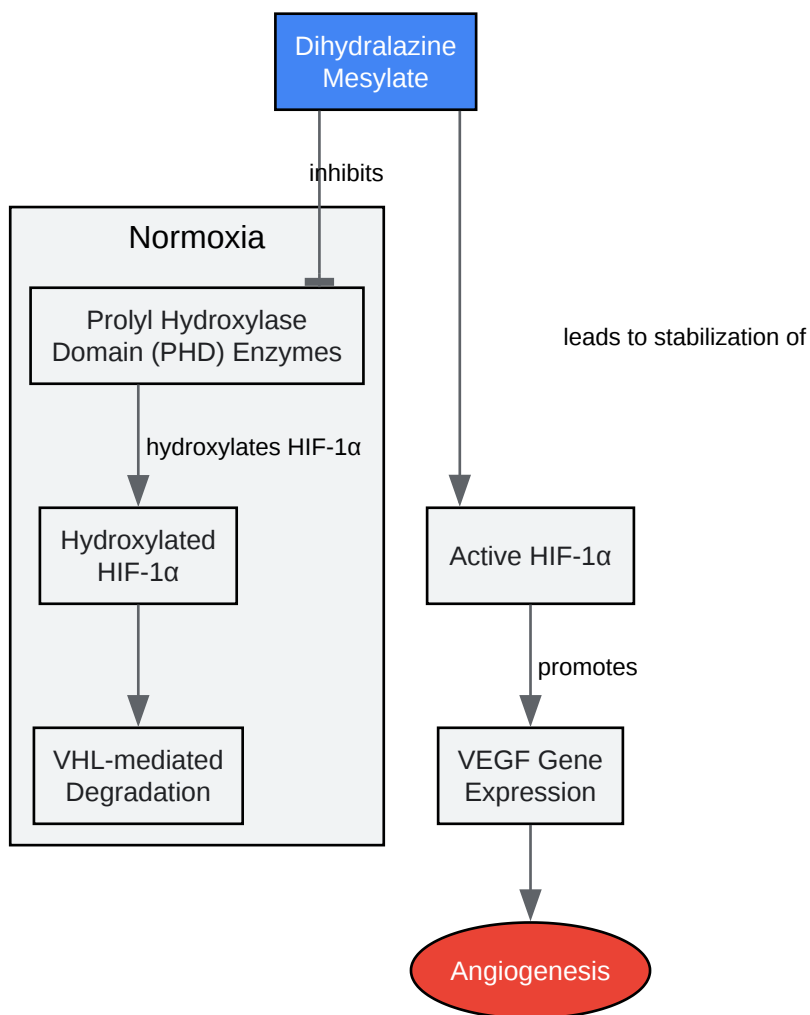 Dihydralazine
Mesylate
inhibits
Normoxia
Prolyl Hydroxylase
Domain (PHD) Enzymes
leads to stabilization of
hydroxylates HIF-1α
Hydroxylated
HIF-1α
Active HIF-1α
promotes
VHL-mediated
Degradation
VEGF Gene
Expression
Angiogenesis